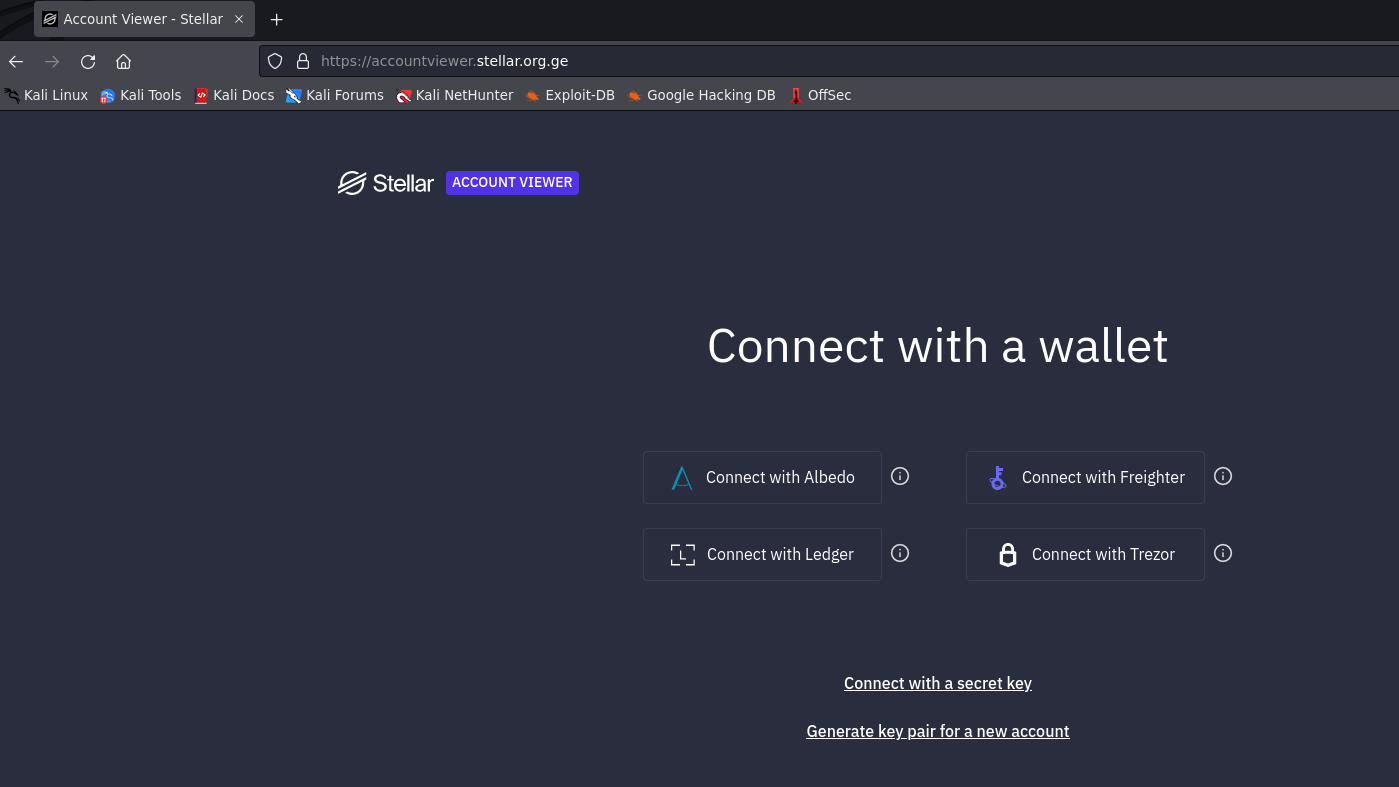 Account Viewer - Stellar
https://accountviewer.stellar.org.ge
Kali Linux Kali Tools Kali Docs Kali Forums Kali NetHunter Exploit-DB Google Hacking DB OffSec
Stellar ACCOUNT VIEWER
Connect with a wallet
Connect with Albedo Connect with Freighter
Connect with Ledger Connect with Trezor
Connect with a secret key
Generate key pair for a new account